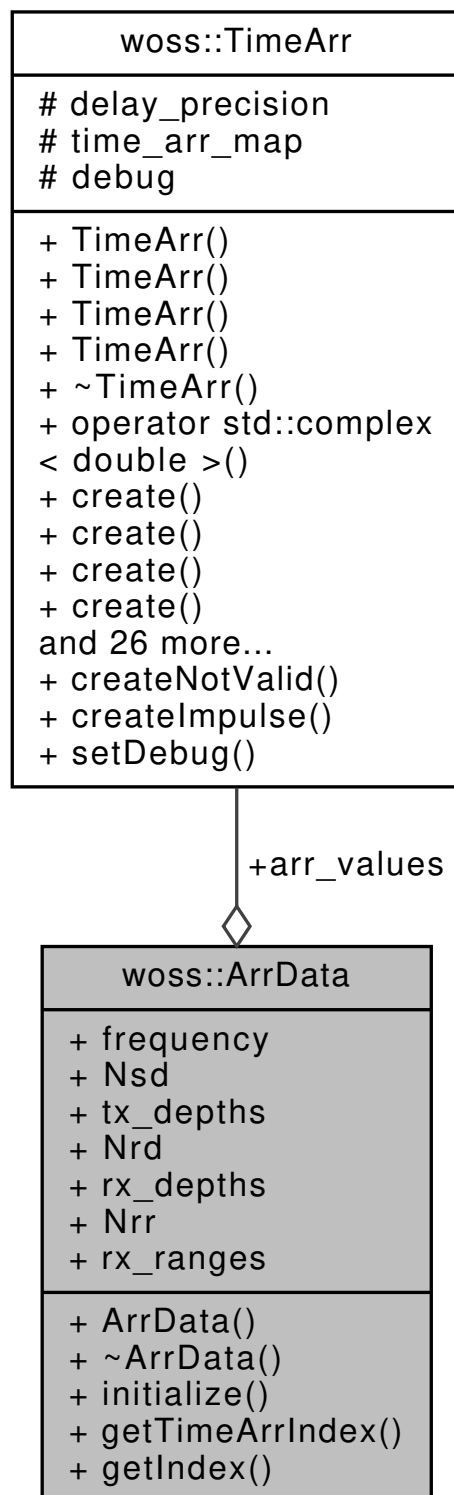 woss::TimeArr
# delay_precision
# time_arr_map
# debug
+ TimeArr()
+ TimeArr()
+ TimeArr()
+ TimeArr()
+ ~TimeArr()
+ operator std::complex
< double >()
+ create()
+ create()
+ create()
+ create()
and 26 more...
+ createNotValid()
+ createImpulse()
+ setDebug()
+arr_values
woss::ArrData
+ frequency
+ Nsd
+ tx_depths
+ Nrd
+ rx_depths
+ Nrr
+ rx_ranges
+ ArrData()
+ ~ArrData()
+ initialize()
+ getTimeArrIndex()
+ getIndex()